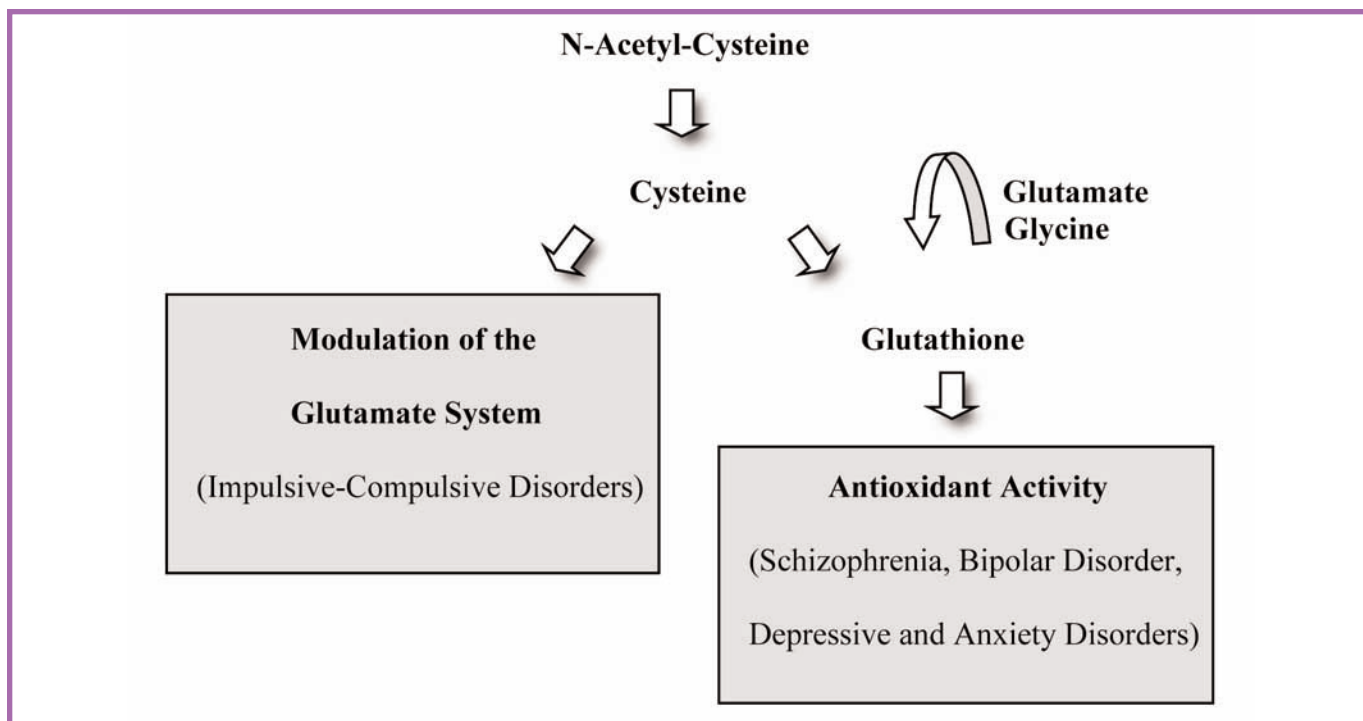 N-Acetyl-Cysteine
Cysteine
Glutamate
Glycine
Modulation of the
Glutamate System
(Impulsive-Compulsive Disorders)
Glutathione
Antioxidant Activity
(Schizophrenia, Bipolar Disorder,
Depressive and Anxiety Disorders)